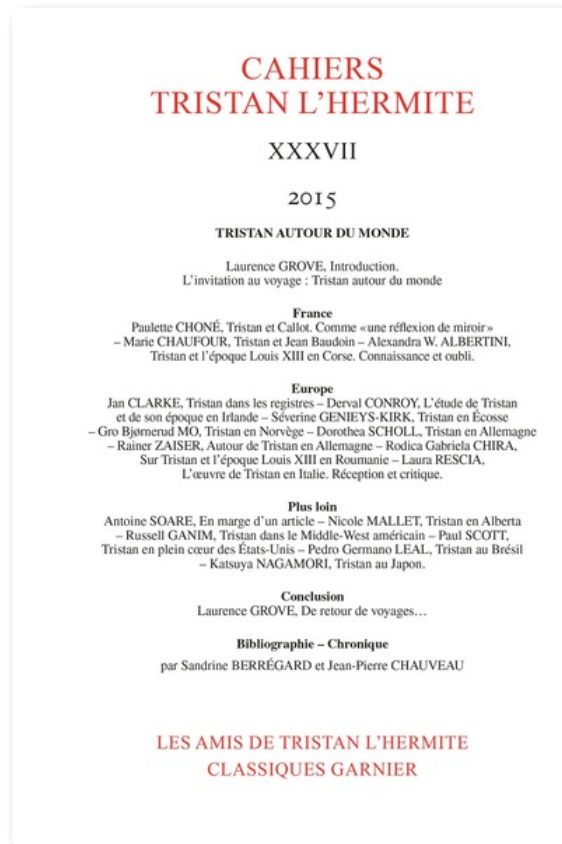 CAHIERS
TRISTAN L'HERMITE
XXXVII
2015
TRISTAN AUTOUR DU MONDE
Laurence GROVE, Introduction.
L'invitation au voyage : Tristan autour du monde
France
Paulette CHONÉ, Tristan et Callot. Comme «une réflexion de miroir»
– Marie CHAUFOUR, Tristan et Jean Baudoin – Alexandra W. ALBERTINI,
Tristan et l'époque Louis XIII en Corse. Connaissance et oubli.
Europe
Jan CLARKE, Tristan dans les registres – Derval CONROY, L'étude de Tristan
et de son époque en Irlande – Séverine GENIEYS-KIRK, Tristan en Écosse
– Gro Bjørnerud MO, Tristan en Norvège – Dorothea SCHOLL, Tristan en Allemagne
– Rainer ZAISER, Autour de Tristan en Allemagne – Rodica Gabriela CHIRA,
Sur Tristan et l'époque Louis XIII en Roumanie – Laura RESCIA,
L'œuvre de Tristan en Italie. Réception et critique.
Plus loin
Antoine SOARE, En marge d'un article – Nicole MALLET, Tristan en Alberta
– Russell GANIM, Tristan dans le Middle-West américain – Paul SCOTT,
Tristan en plein cœur des États-Unis – Pedro Germano LEAL, Tristan au Brésil
– Katsuya NAGAMORI, Tristan au Japon.
Conclusion
Laurence GROVE, De retour de voyages…
Bibliographie – Chronique
par Sandrine BERRÉGARD et Jean-Pierre CHAUVEAU
LES AMIS DE TRISTAN L'HERMITE
CLASSIQUES GARNIER